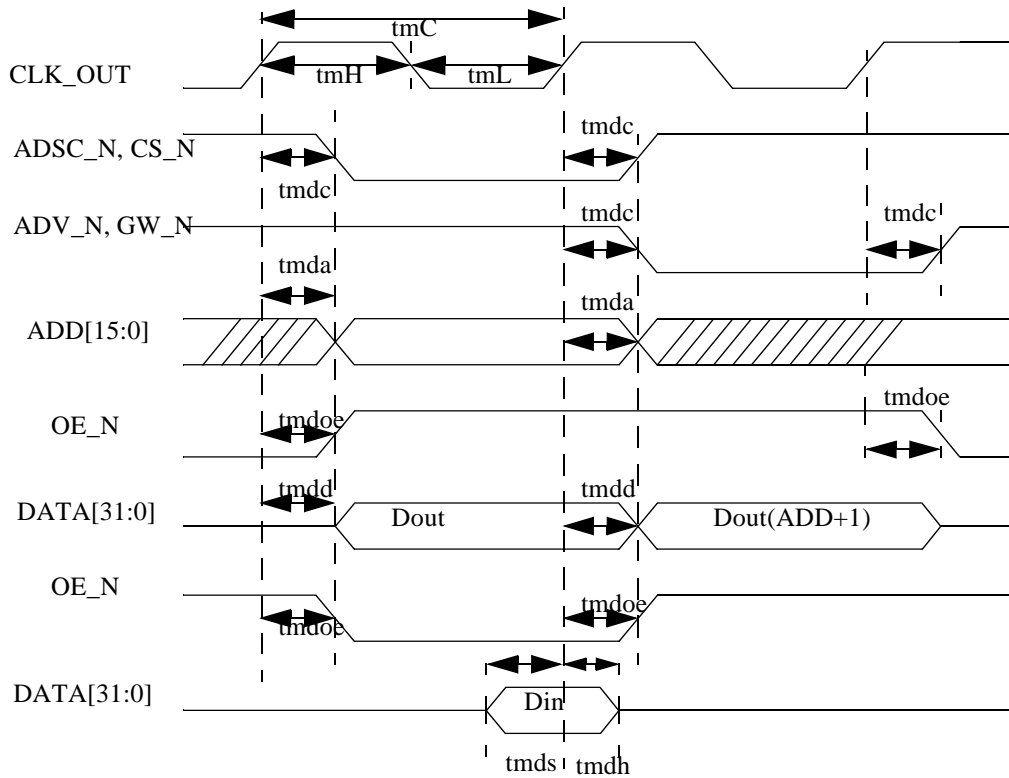 tmC
CLK_OUT
tmH
tmL
ADSC_N, CS_N
tmdc
tmdc
ADV_N, GW_N
tmdc
tmdc
tmda
ADD[15:0]
tmda
OE_N
tmdoe
tmdoe
DATA[31:0]
tmdd
Dout
tmdd
Dout(ADD+1)
OE_N
tmdoe
tmdoe
DATA[31:0]
Din
tmds
tmdh